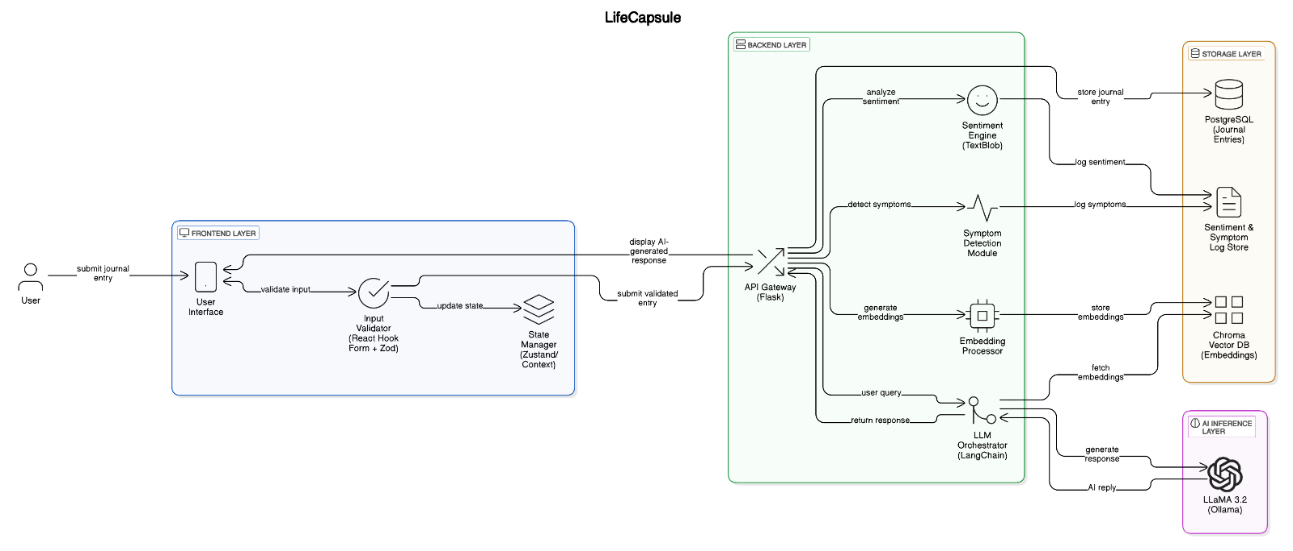 LifeCapsule
BACKEND LAYER
STORAGE LAYER
analyze
sentiment
Sentiment
Engine
(TextBlob)
store journal
entry
PostgreSQL
(Journal
Entries)
log sentiment
detect symptoms
Symptom
Detection
Module
log symptoms
Sentiment &
Symptom
Log Store
FRONTEND LAYER
submit journal
entry
User
User
Interface
validate input
Input
Validator
(React Hook
Form + Zod)
update state
State
Manager
(Zustand/
Context)
display AI-
generated
response
submit validated
entry
API Gateway
(Flask)
generate
embeddings
Embedding
Processor
store
embeddings
Chroma
Vector DB
(Embeddings)
fetch
embeddings
user query
return response
LLM
Orchestrator
(LangChain)
generate
response
AI reply
AI INFERENCE
LAYER
LLaMA 3.2
(Ollama)